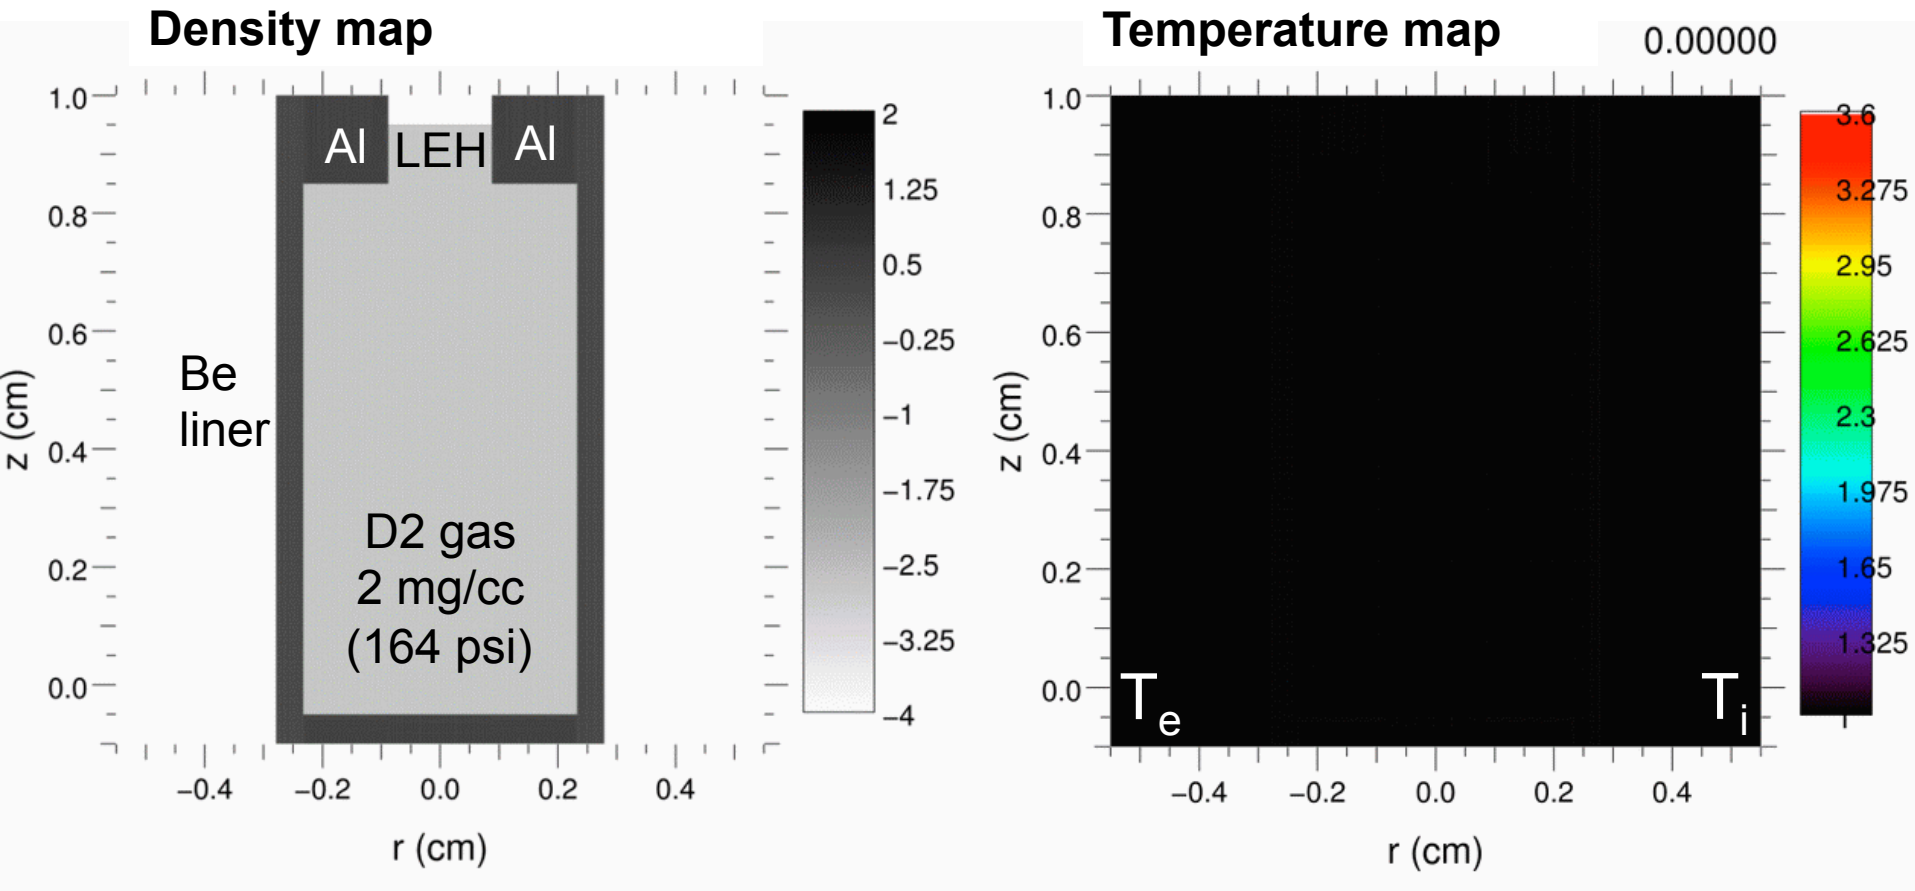 Density map
1.0
0.8
0.6
0.4
0.2
0.0
z (cm)
Al
LEH
Al
Be
liner
D2 gas
2 mg/cc
(164 psi)
−0.4
−0.2
0.0
0.2
0.4
r (cm)
2
1.25
0.5
−0.25
−1
−1.75
−2.5
−3.25
−4
Temperature map
0.00000
1.0
0.8
0.6
0.4
0.2
0.0
z (cm)
Te
Ti
−0.4
−0.2
0.0
0.2
0.4
r (cm)
3.6
3.275
2.95
2.625
2.3
1.975
1.65
1.325